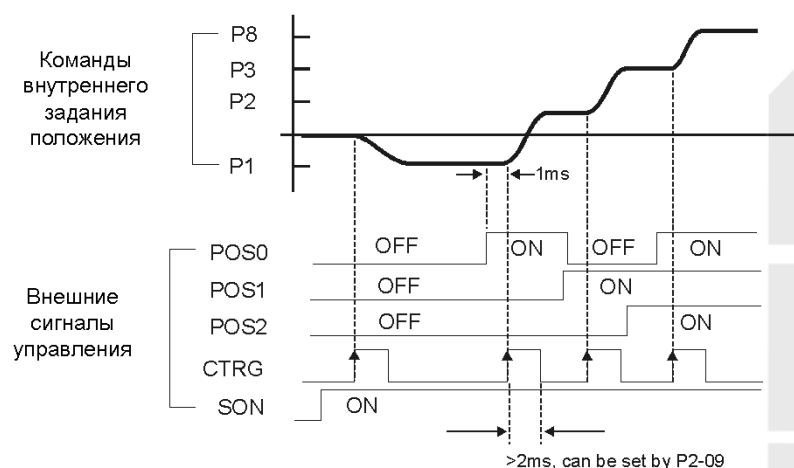 P8
Команды
внутреннего
задания
положения
P3
P2
P1
1ms
POS0 OFF ON OFF ON
POS1 OFF ON
POS2 OFF ON
Внешние
сигналы
управления
CTRG
SON ON
>2ms, can be set by P2-09